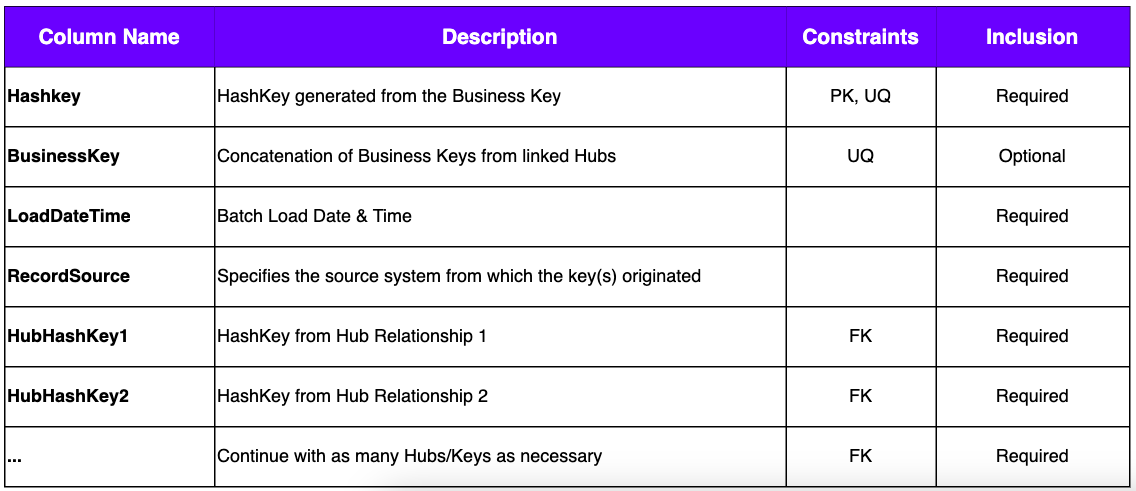 Column Name Description Constraints Inclusion
Hashkey HashKey generated from the Business Key PK, UQ Required
BusinessKey Concatenation of Business Keys from linked Hubs UQ Optional
LoadDateTime Batch Load Date & Time Required
RecordSource Specifies the source system from which the key(s) originated Required
HubHashKey1 HashKey from Hub Relationship 1 FK Required
HubHashKey2 HashKey from Hub Relationship 2 FK Required
... Continue with as many Hubs/Keys as necessary FK Required